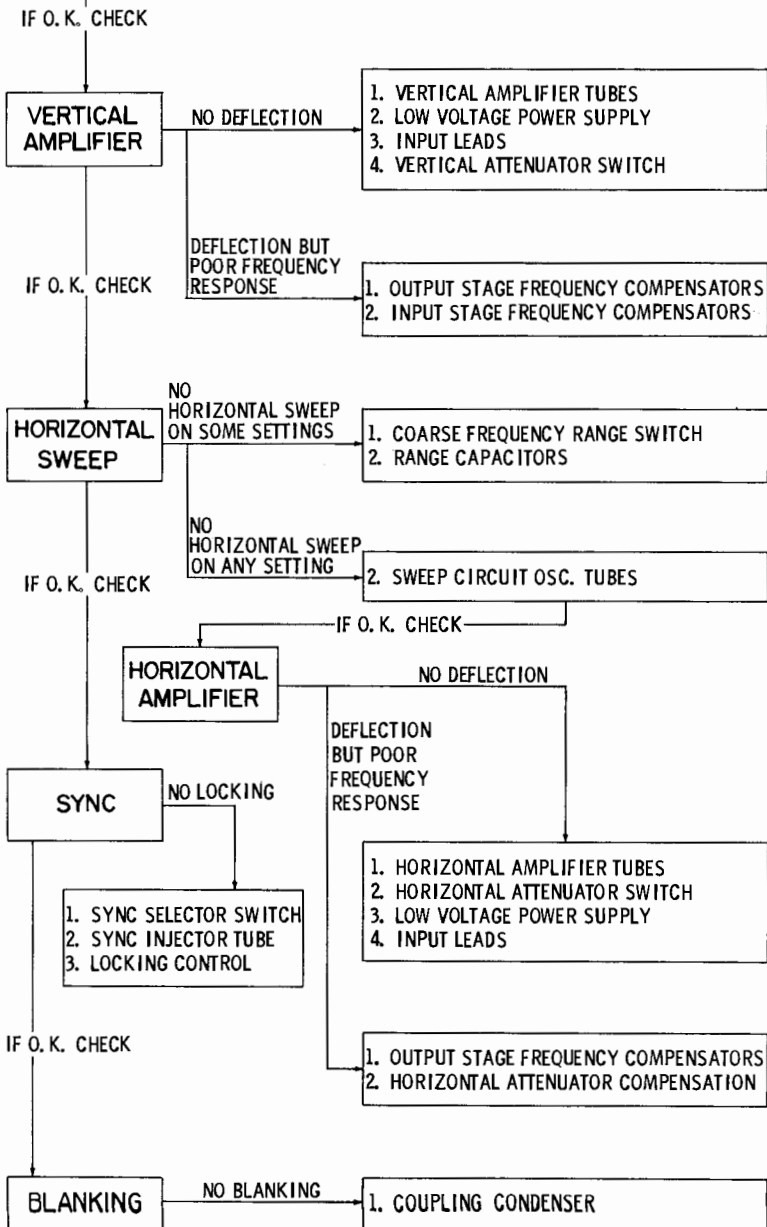 IF O.K. CHECK
VERTICAL
AMPLIFIER
NO DEFLECTION
1. VERTICAL AMPLIFIER TUBES
2. LOW VOLTAGE POWER SUPPLY
3. INPUT LEADS
4. VERTICAL ATTENUATOR SWITCH
DEFLECTION BUT
POOR FREQUENCY
RESPONSE
1. OUTPUT STAGE FREQUENCY COMPENSATORS
2. INPUT STAGE FREQUENCY COMPENSATORS
IF O.K. CHECK
HORIZONTAL
SWEEP
NO
HORIZONTAL SWEEP
ON SOME SETTINGS
1. COARSE FREQUENCY RANGE SWITCH
2. RANGE CAPACITORS
NO
HORIZONTAL SWEEP
ON ANY SETTING
2. SWEEP CIRCUIT OSC. TUBES
IF O.K. CHECK
IF O.K. CHECK
HORIZONTAL
AMPLIFIER
NO DEFLECTION
DEFLECTION
BUT POOR
FREQUENCY
RESPONSE
1. HORIZONTAL AMPLIFIER TUBES
2. HORIZONTAL ATTENUATOR SWITCH
3. LOW VOLTAGE POWER SUPPLY
4. INPUT LEADS
SYNC
NO LOCKING
1. SYNC SELECTOR SWITCH
2. SYNC INJECTOR TUBE
3. LOCKING CONTROL
1. OUTPUT STAGE FREQUENCY COMPENSATORS
2. HORIZONTAL ATTENUATOR COMPENSATION
IF O.K. CHECK
BLANKING
NO BLANKING
1. COUPLING CONDENSER